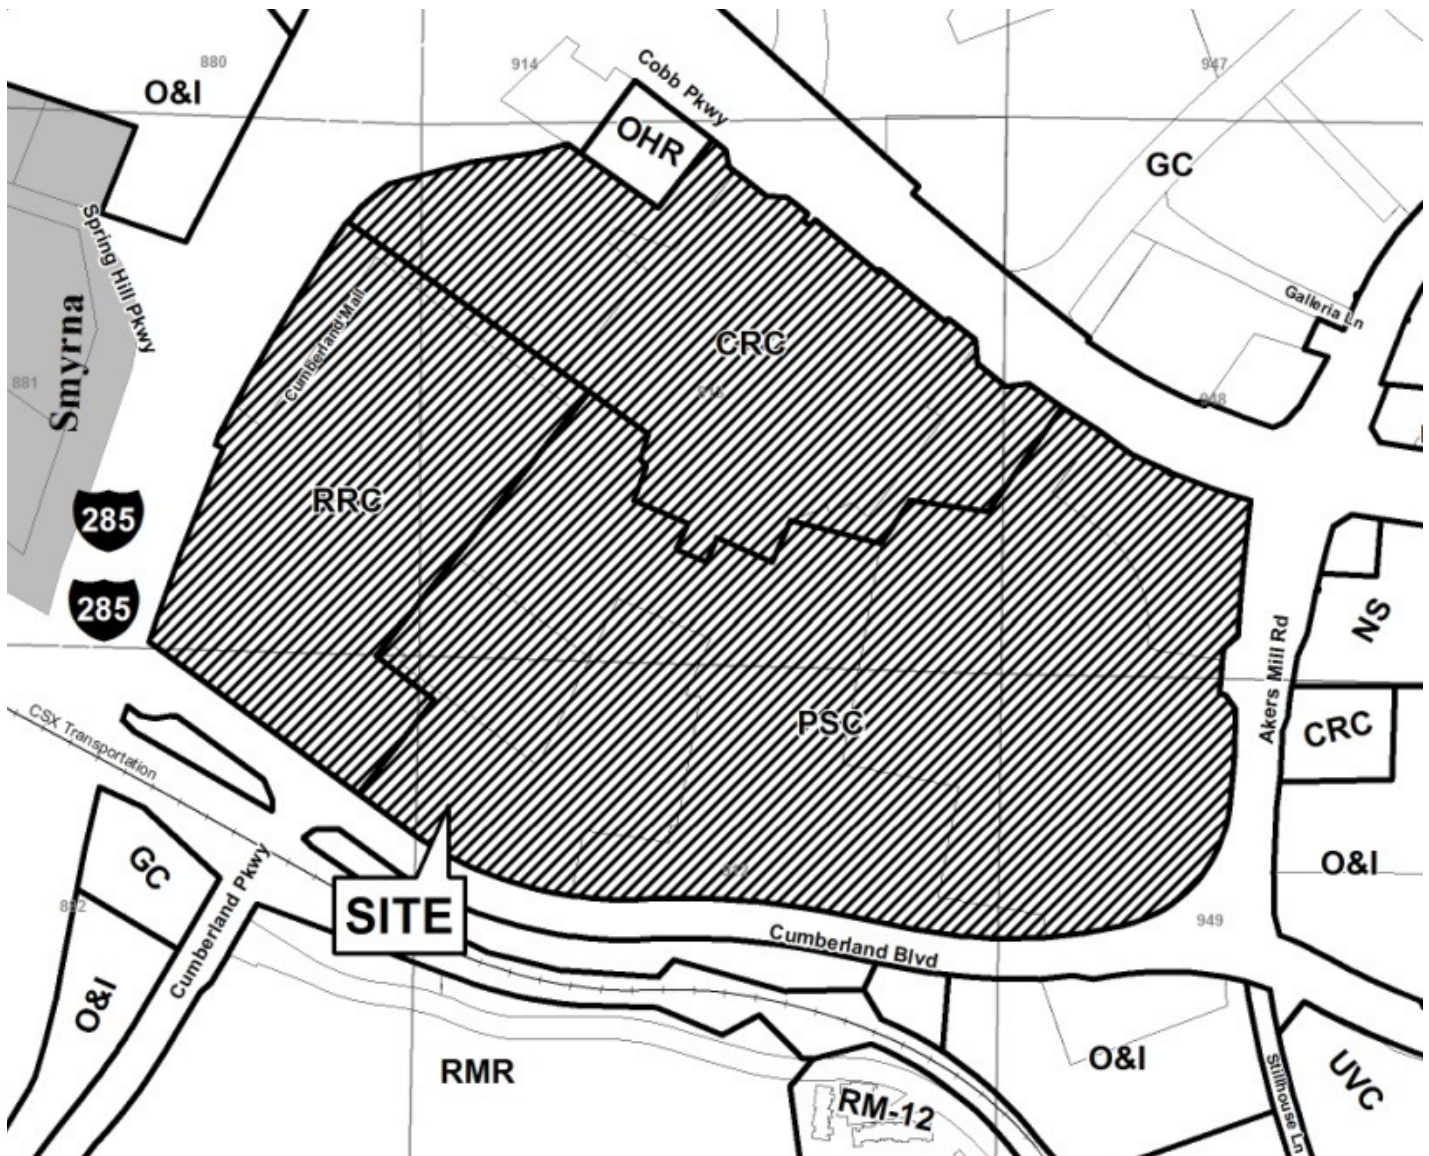 880
O&I
914
Cobb Pkwy
947
OHR
GC
Spring Hill Pkwy
Galleria Ln
Smyrna
881
Cumberland Mall
CRC
948
RRC
285
285
NS
Akers Mill Rd
PSC
CRC
CSX Transportation
GC
O&I
882
Cumberland Pkwy
SITE
949
Cumberland Blvd
O&I
RMR
O&I
Stillhouse Ln
UVC
RM-12